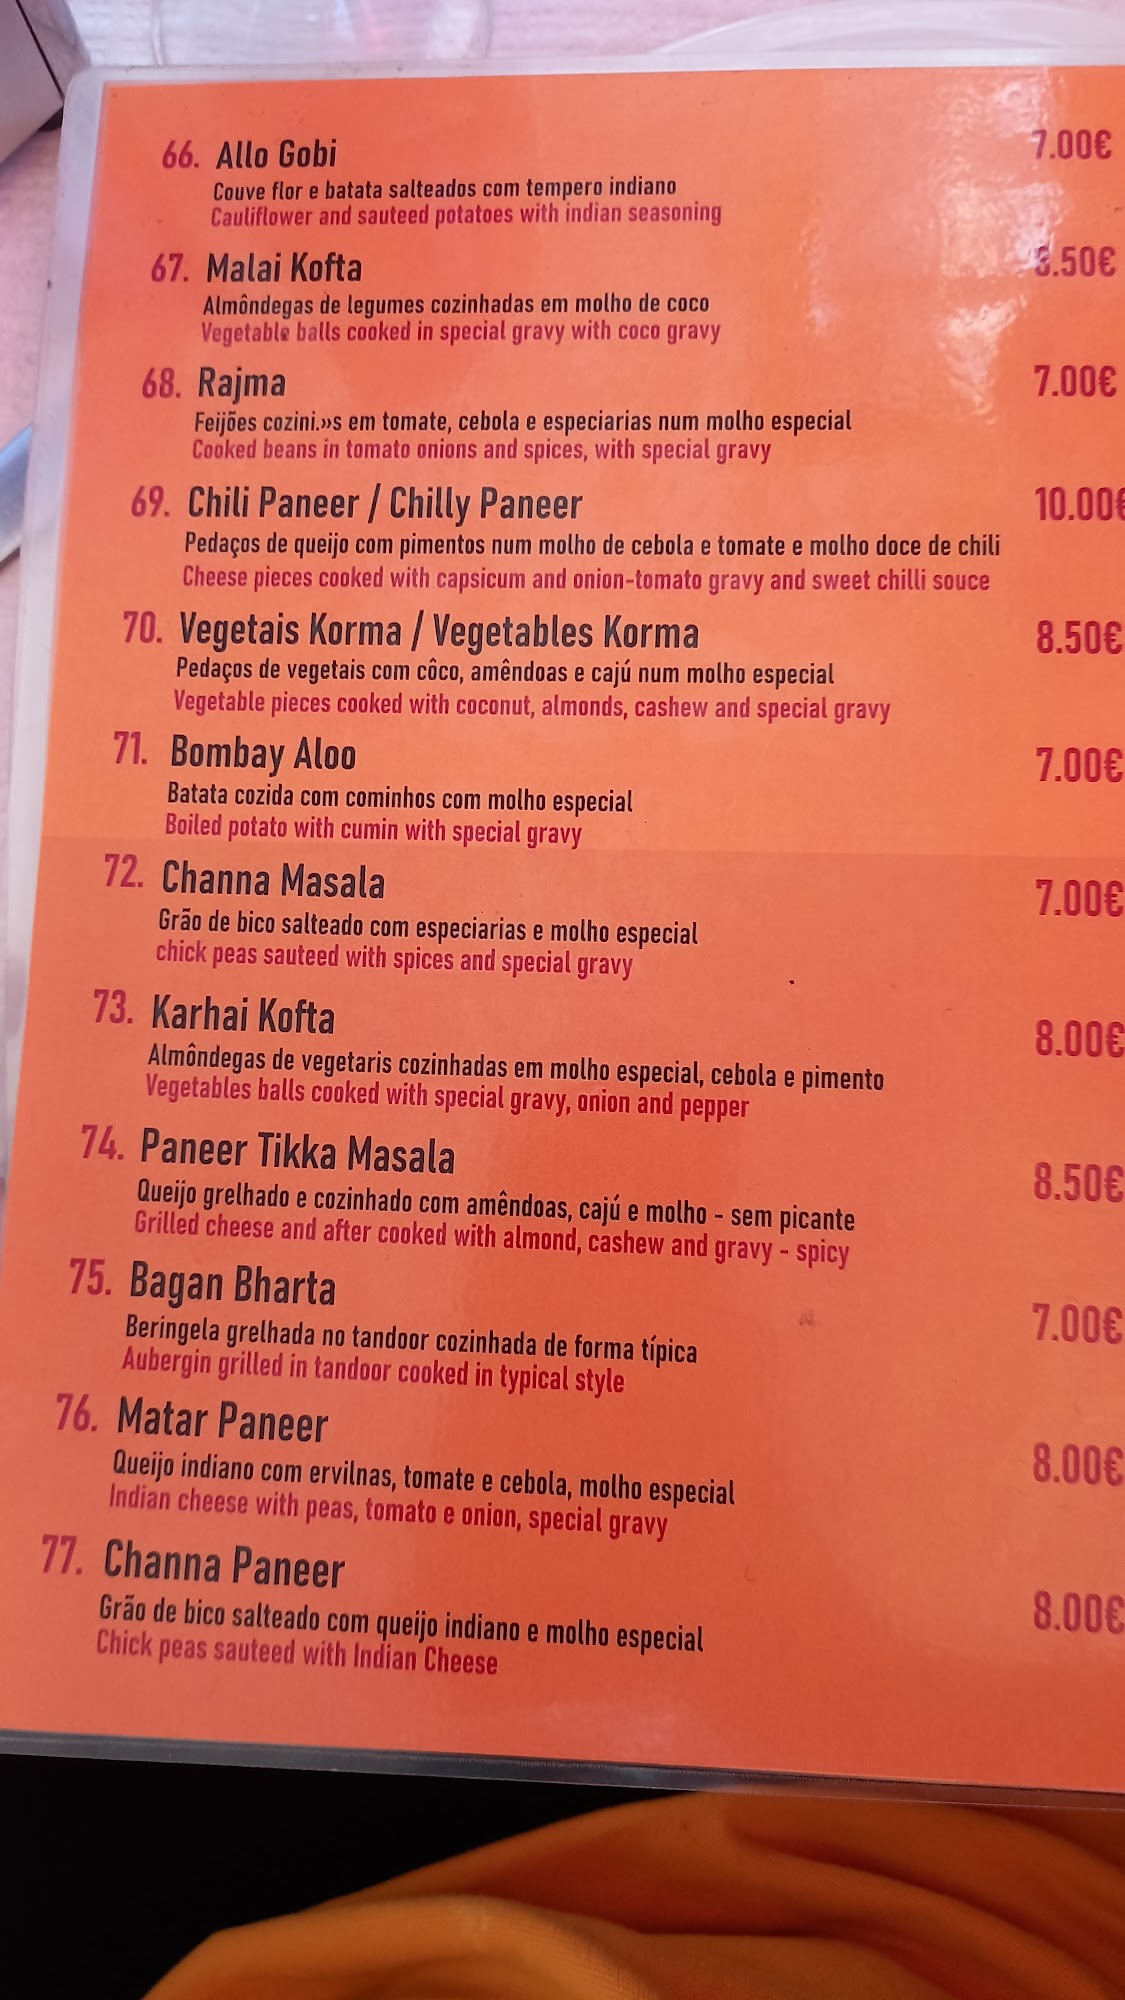 66. Allo Gobi 7.00€
Couve flor e batata salteados com tempero indiano
Cauliflower and sauteed potatoes with indian seasoning
67. Malai Kofta .50€
Almôndegas de legumes cozinhadas em molho de coco
Vegetable balls cooked in special gravy with coco gravy
68. Rajma 7.00€
Feijões cozini.»s em tomate, cebola e especiarias num molho especial
Cooked beans in tomato onions and spices, with special gravy
69. Chili Paneer / Chilly Paneer 10.00€
Pedaços de queijo com pimentos num molho de cebola e tomate e molho doce de chili
Cheese pieces cooked with capsicum and onion-tomato gravy and sweet chilli souce
70. Vegetais Korma / Vegetables Korma 8.50€
Pedaços de vegetais com côco, amêndoas e cajú num molho especial
Vegetable pieces cooked with coconut, almonds, cashew and special gravy
71. Bombay Aloo 7.00€
Batata cozida com cominhos com molho especial
Boiled potato with cumin with special gravy
72. Channa Masala 7.00€
Grão de bico salteado com especiarias e molho especial
chick peas sauteed with spices and special gravy
73. Karhai Kofta 8.00€
Almôndegas de vegetaris cozinhadas em molho especial, cebola e pimento
Vegetables balls cooked with special gravy, onion and pepper
74. Paneer Tikka Masala 8.50€
Queijo grelhado e cozinhado com amêndoas, cajú e molho - sem picante
Grilled cheese and after cooked with almond, cashew and gravy - spicy
75. Bagan Bharta 7.00€
Beringela grelhada no tandoor cozinhada de forma típica
Aubergin grilled in tandoor cooked in typical style
76. Matar Paneer 8.00€
Queijo indiano com ervilnas, tomate e cebola, molho especial
Indian cheese with peas, tomato e onion, special gravy
77. Channa Paneer 8.00€
Grão de bico salteado com queijo indiano e molho especial
Chick peas sauteed with Indian Cheese